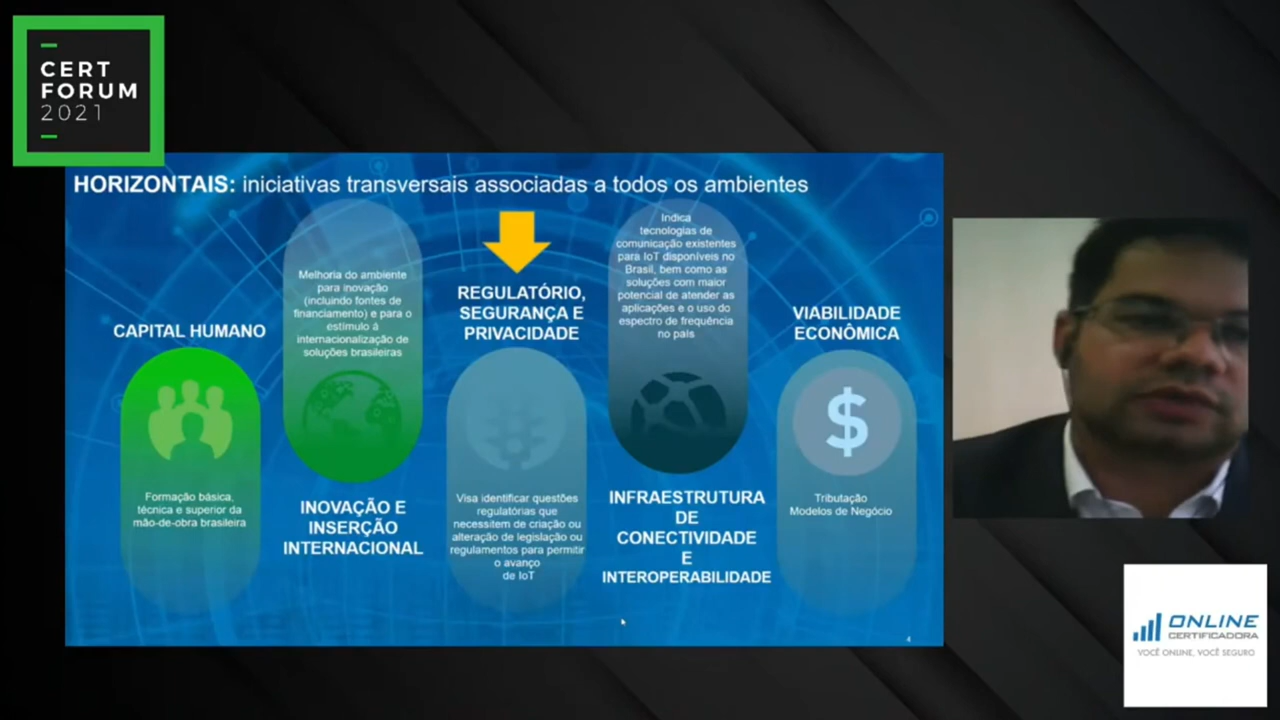 CERT
FORUM
2021
HORIZONTAIS: iniciativas transversais associadas a todos os ambientes
CAPITAL HUMANO
Formação básica,
técnica e superior da
mão-de-obra brasileira
Melhoria do ambiente
para inovação
(incluindo fontes de
financiamento) e para o
estímulo à
internacionalização de
soluções brasileiras
INOVAÇÃO E
INSERÇÃO
INTERNACIONAL
REGULATÓRIO,
SEGURANÇA E
PRIVACIDADE
Visa identificar questões
regulatórias que
necessitem de criação ou
alteração de legislação ou
regulamentos para permitir
o avanço
de IoT
Indica
tecnologias de
comunicação existentes
para IoT disponíveis no
Brasil, bem como as
soluções com maior
potencial de atender as
aplicações e o uso do
espectro de frequência
no país
INFRAESTRUTURA
DE
CONECTIVIDADE
E
INTEROPERABILIDADE
VIABILIDADE
ECONÔMICA
$
Tributação
Modelos de Negócio
4
ONLINE
CERTIFICADORA
VOCÊ ONLINE, VOCÊ SEGURO